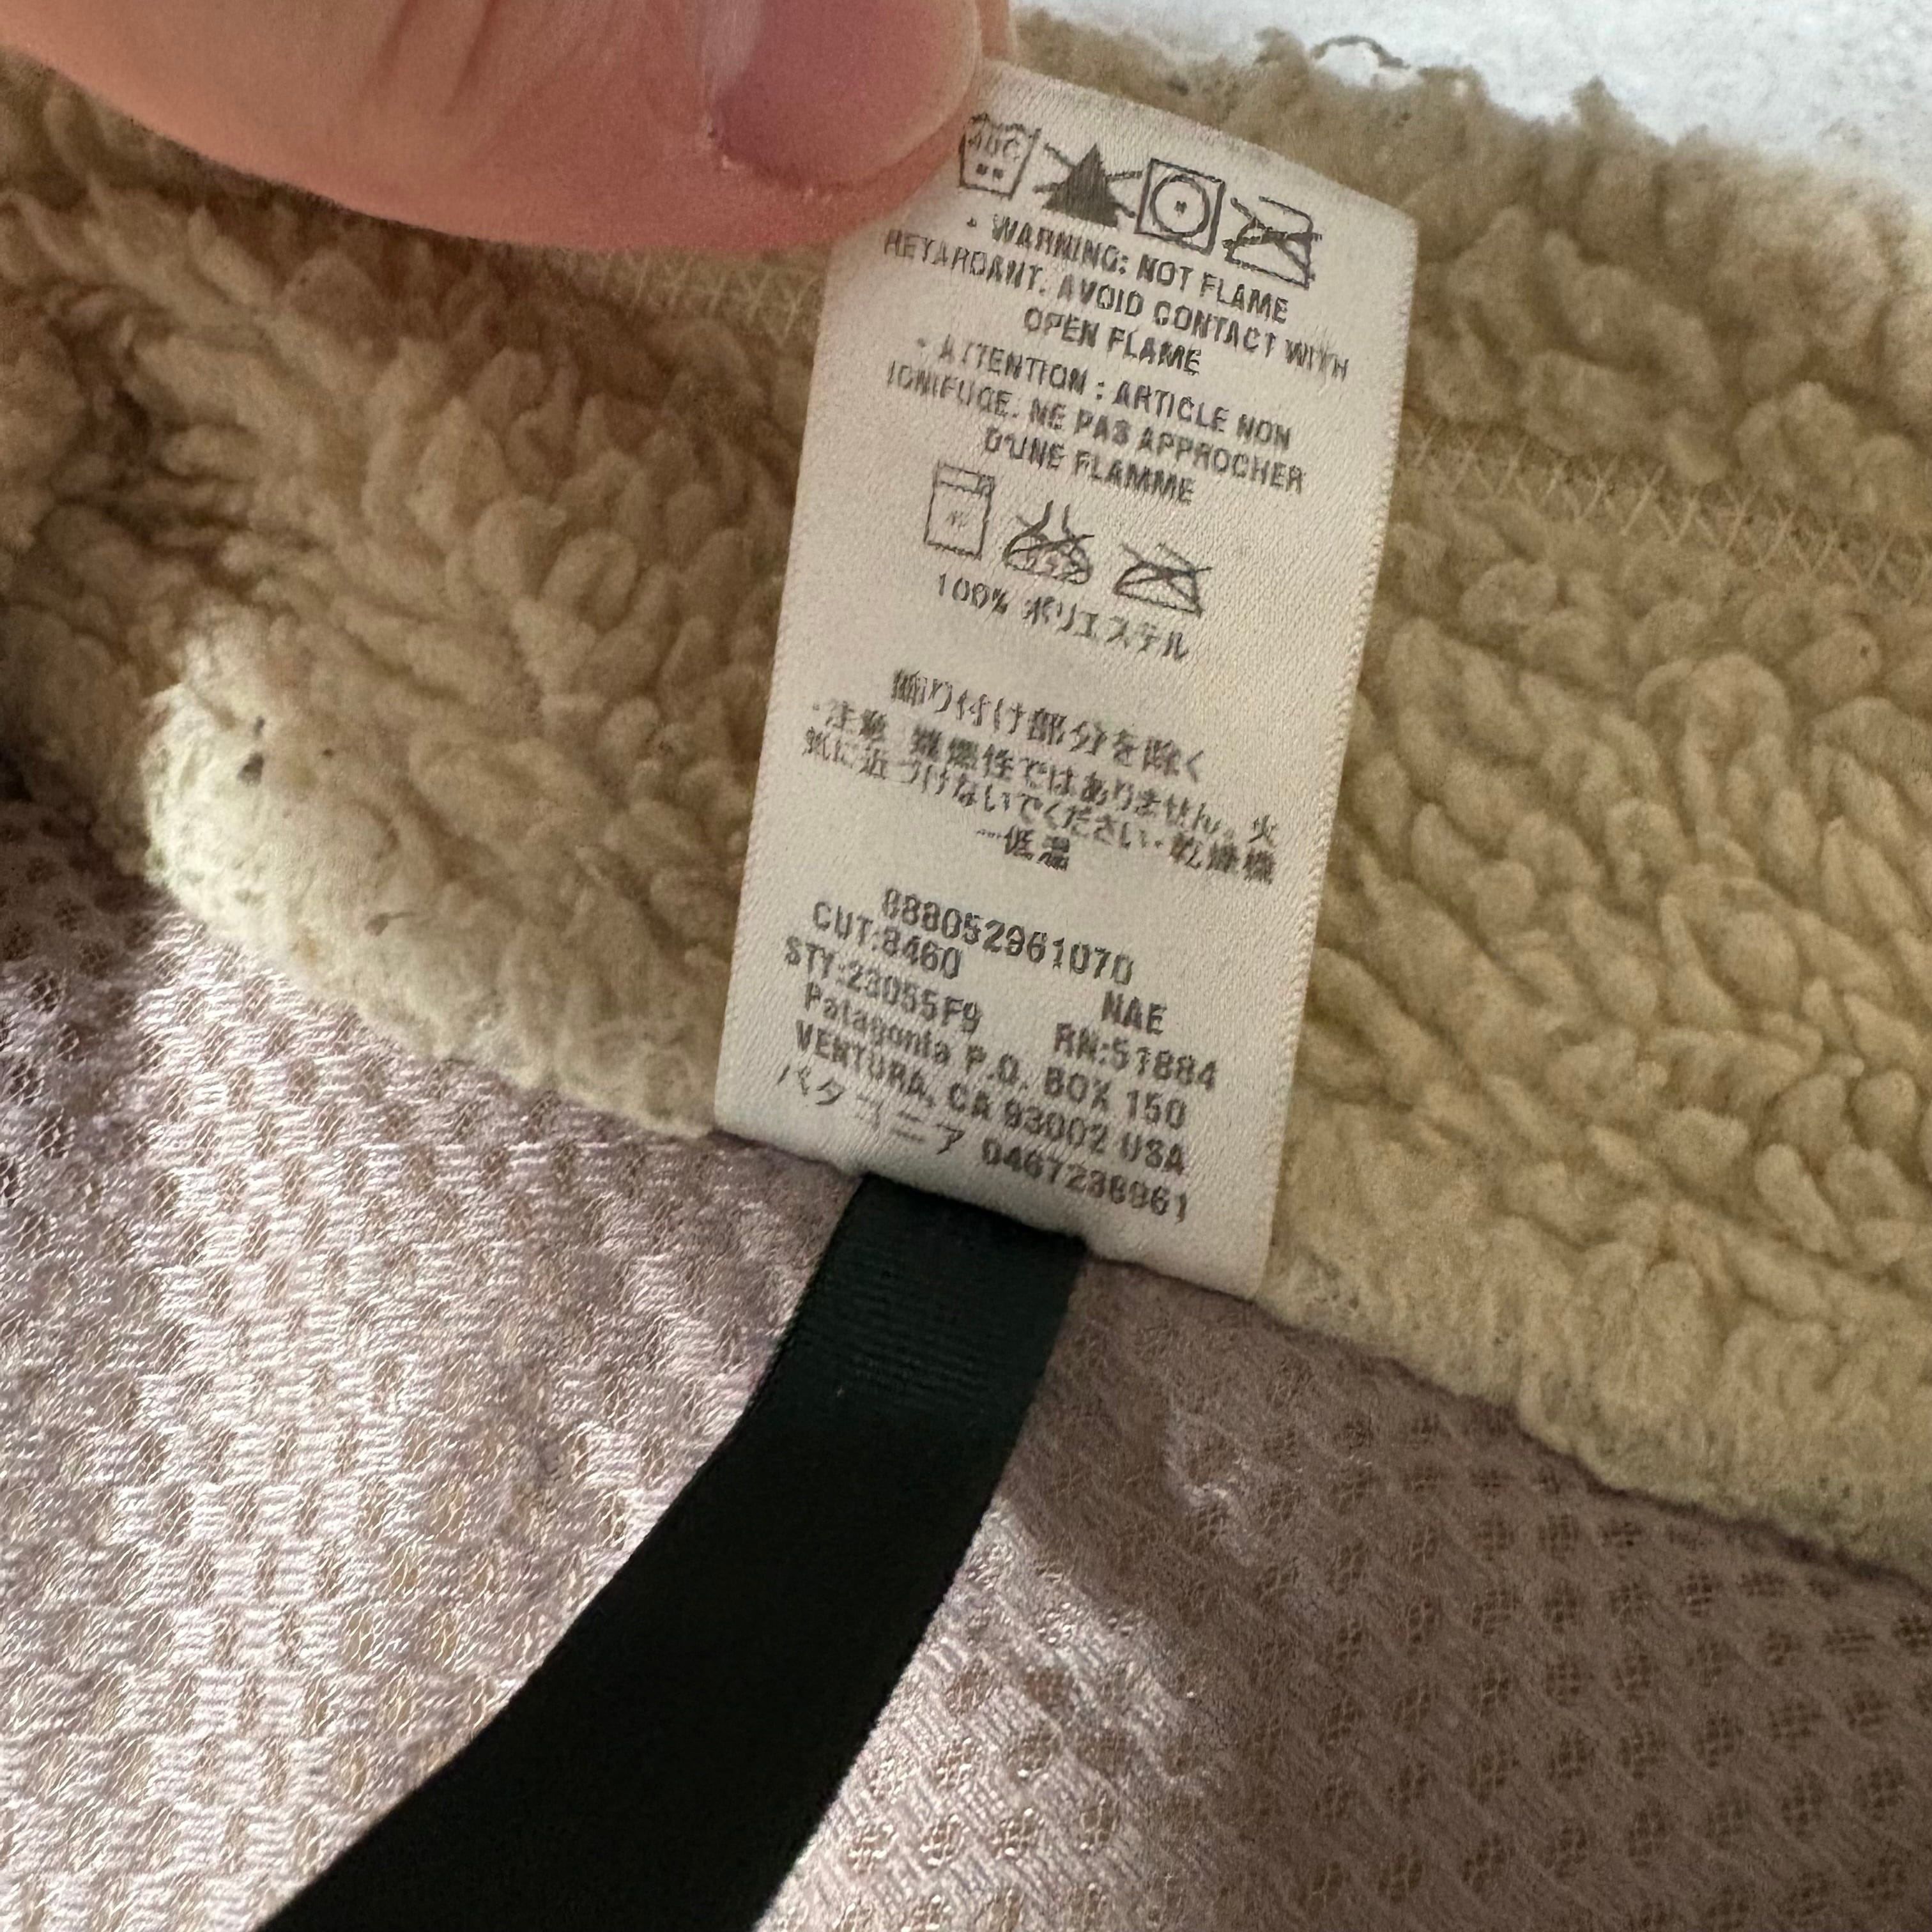 • WARNING: NOT FLAME
RETARDANT. AVOID CONTACT WITH
OPEN FLAME
• ATTENTION : ARTICLE NON
IGNIFUGE. NE PAS APPROCHER
D'UNE FLAMME
100% ポリエステル
飾り付け部分を除く
・注意 難燃性ではありません。火
気に近づけないでください・乾燥機
ー低温
888052961070
CUT:8460 NAE
STY:23055F9 RN:51884
Patagonia P.O. BOX 150
VENTURA, CA 93002 USA
パタゴニア 0467238961